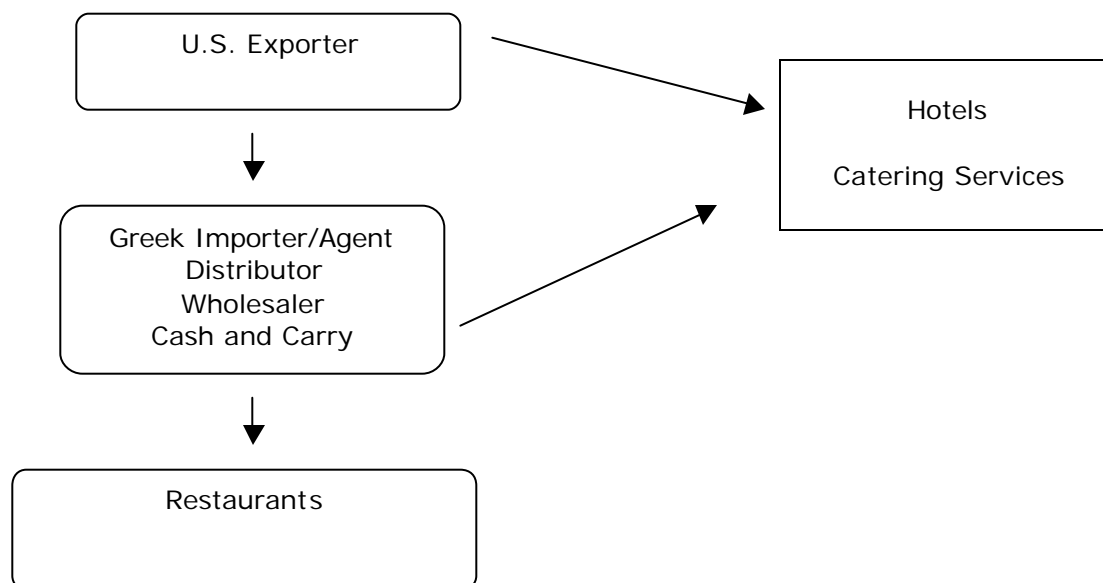 U.S. Exporter
Hotels
Catering Services
Greek Importer/Agent
Distributor
Wholesaler
Cash and Carry
Restaurants